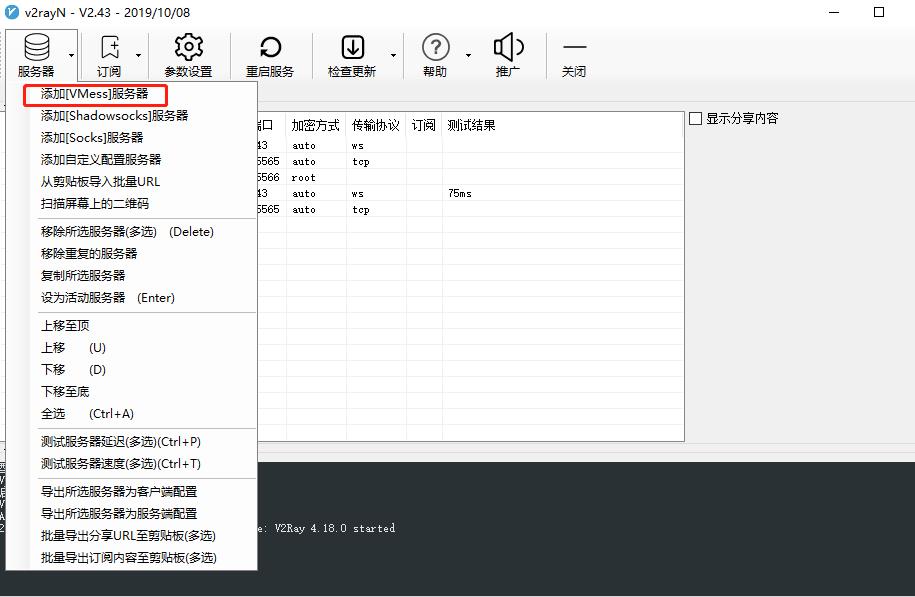 v2rayN - V2.43 - 2019/10/08
服务器 订阅 参数设置 重启服务 检查更新 帮助 推广 关闭
添加[VMess]服务器
添加[Shadowsocks]服务器
添加[Socks]服务器
添加自定义配置服务器
从剪贴板导入批量URL
扫描屏幕上的二维码
移除所选服务器(多选) (Delete)
移除重复的服务器
复制所选服务器
设为活动服务器 (Enter)
上移至顶
上移 (U)
下移 (D)
下移至底
全选 (Ctrl+A)
测试服务器延迟(多选)(Ctrl+P)
测试服务器速度(多选)(Ctrl+T)
导出所选服务器为客户端配置
导出所选服务器为服务端配置
批量导出分享URL至剪贴板(多选)
批量导出订阅内容至剪贴板(多选)
口 加密方式 传输协议 订阅 测试结果
43 auto ws
5565 auto tcp
5566 root
43 auto ws 75ms
5565 auto tcp
显示分享内容
e: V2Ray 4.18.0 started